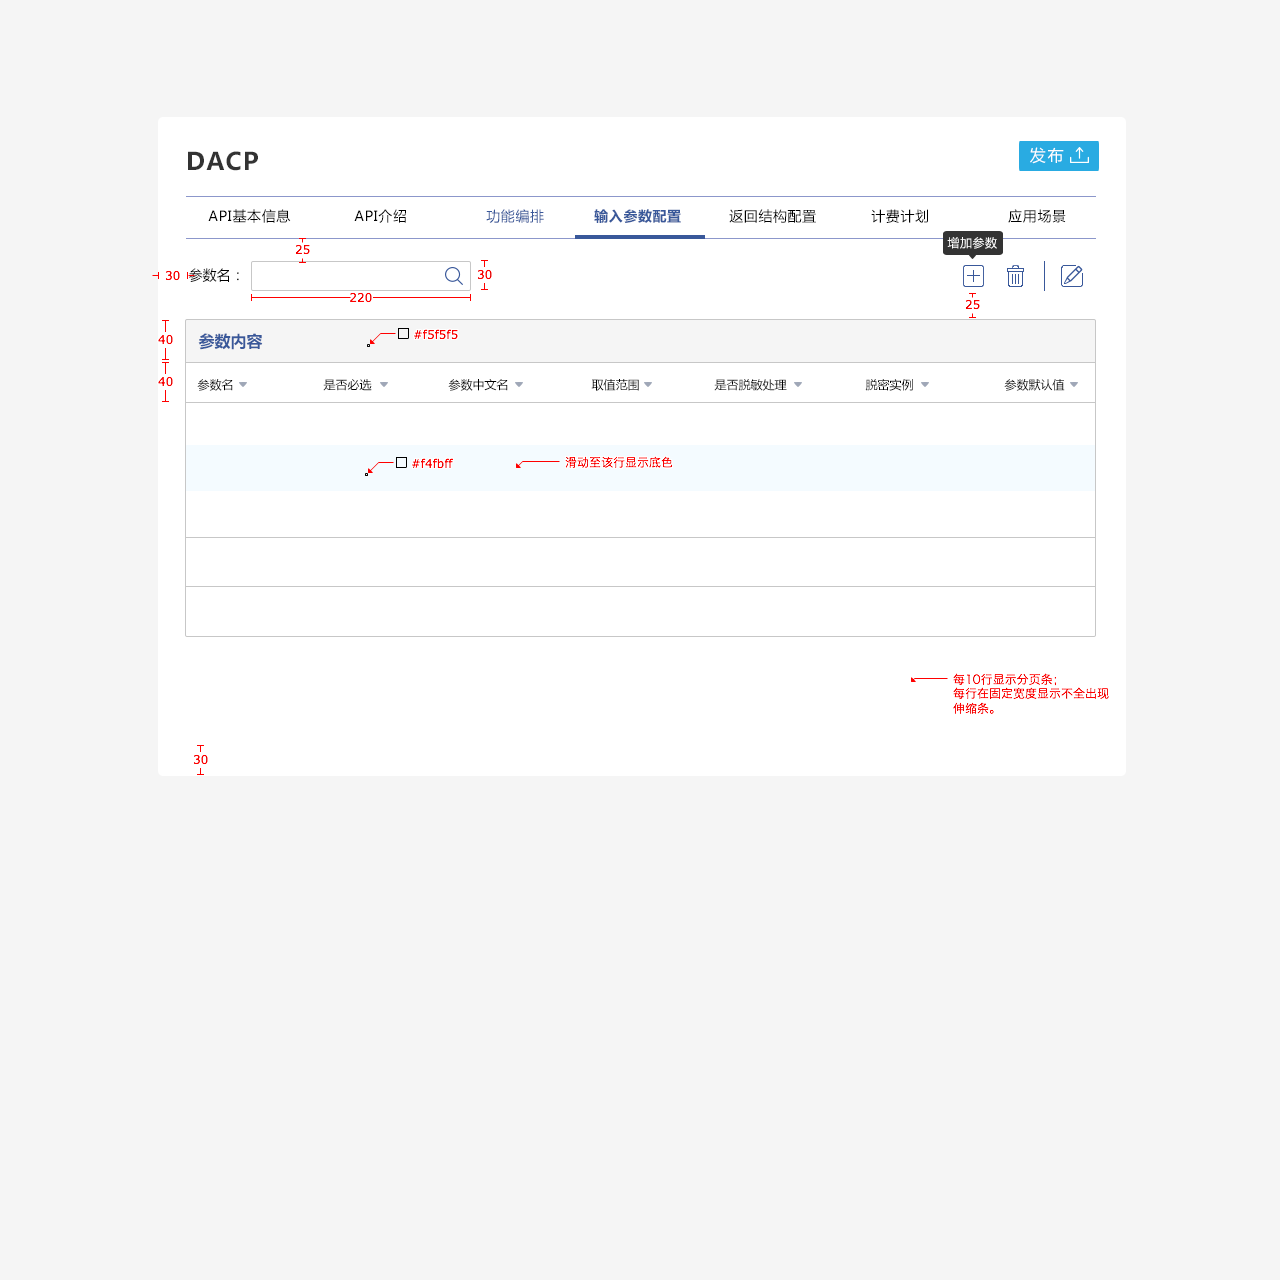 DACP
发布
API基本信息 API介绍 功能编排 输入参数配置 返回结构配置 计费计划 应用场景
增加参数
25
30 参数名： 30
220
25
参数内容
40
#f5f5f5
40
参数名 是否必选 参数中文名 取值范围 是否脱敏处理 脱密实例 参数默认值
#f4fbff 滑动至该行显示底色
每10行显示分页条；
每行在固定宽度显示不全出现
伸缩条。
30